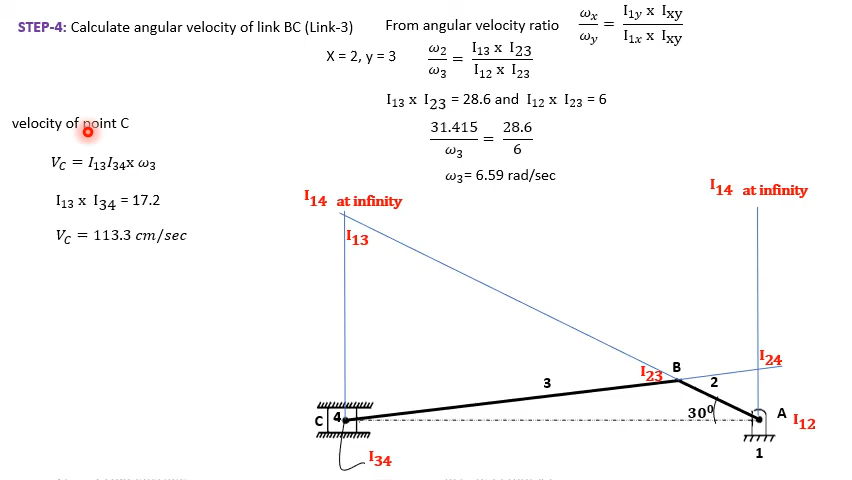 STEP-4: Calculate angular velocity of link BC (Link-3)
From angular velocity ratio
ωx/ωy = I1y x Ixy / I1x x Ixy
X = 2, y = 3
ω2/ω3 = I13 x I23 / I12 x I23
I13 x I23 = 28.6 and I12 x I23 = 6
velocity of point C
31.415/ω3 = 28.6/6
VC = I13I34x ω3
ω3= 6.59 rad/sec
I13 x I34 = 17.2
VC = 113.3 cm/sec
I14 at infinity
I14 at infinity
I13
I24
B
I23
2
3
30⁰
C
4
A
I12
1
I34